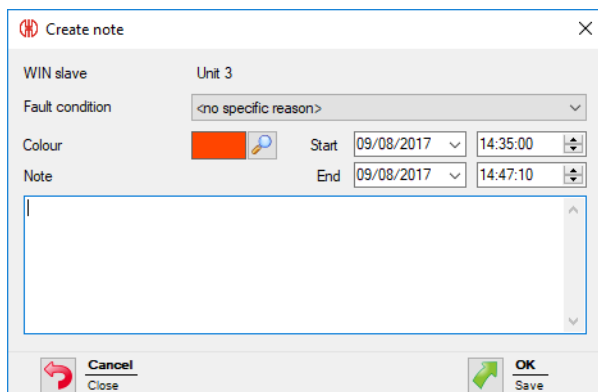 Create note
WIN slave Unit 3
Fault condition <no specific reason>
Colour Start 09/08/2017 14:35:00
Note End 09/08/2017 14:47:10
Cancel OK
Close Save